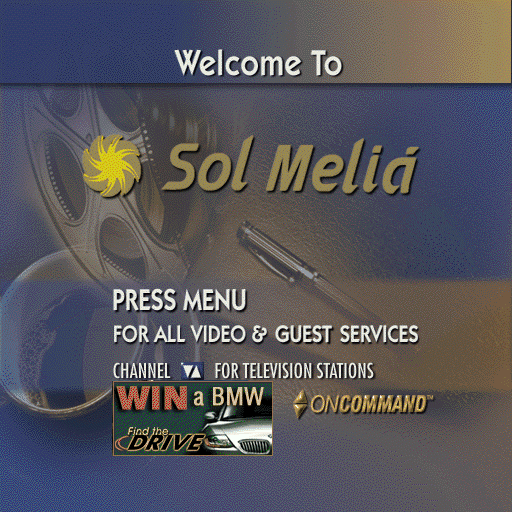 Welcome To
Sol Meliá
PRESS MENU
FOR ALL VIDEO & GUEST SERVICES
CHANNEL FOR TELEVISION STATIONS
WIN a BMW
Find the
DRIVE
ONCOMMAND™